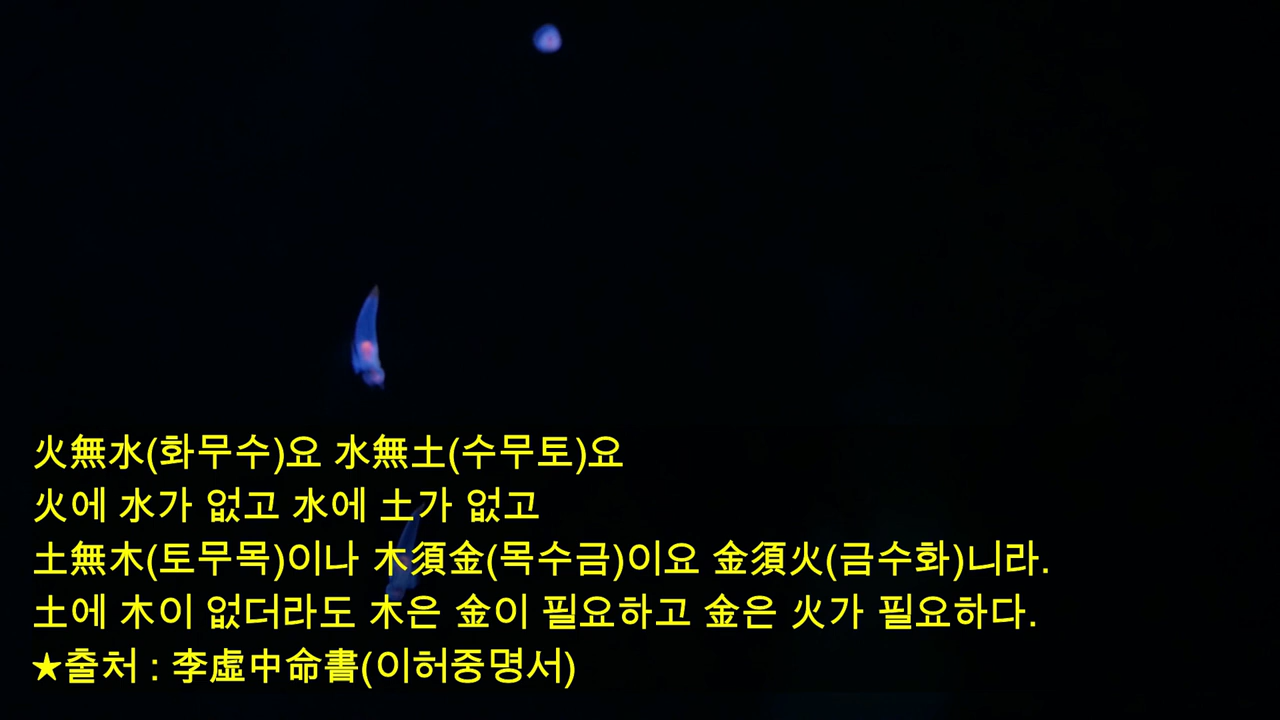 火無水(화무수)요 水無土(수무토)요
火에 水가 없고 水에 土가 없고
土無木(토무목)이나 木須金(목수금)이요 金須火(금수화)니라.
土에 木이 없더라도 木은 金이 필요하고 金은 火가 필요하다.
★출처 : 李虛中命書(이허중명서)